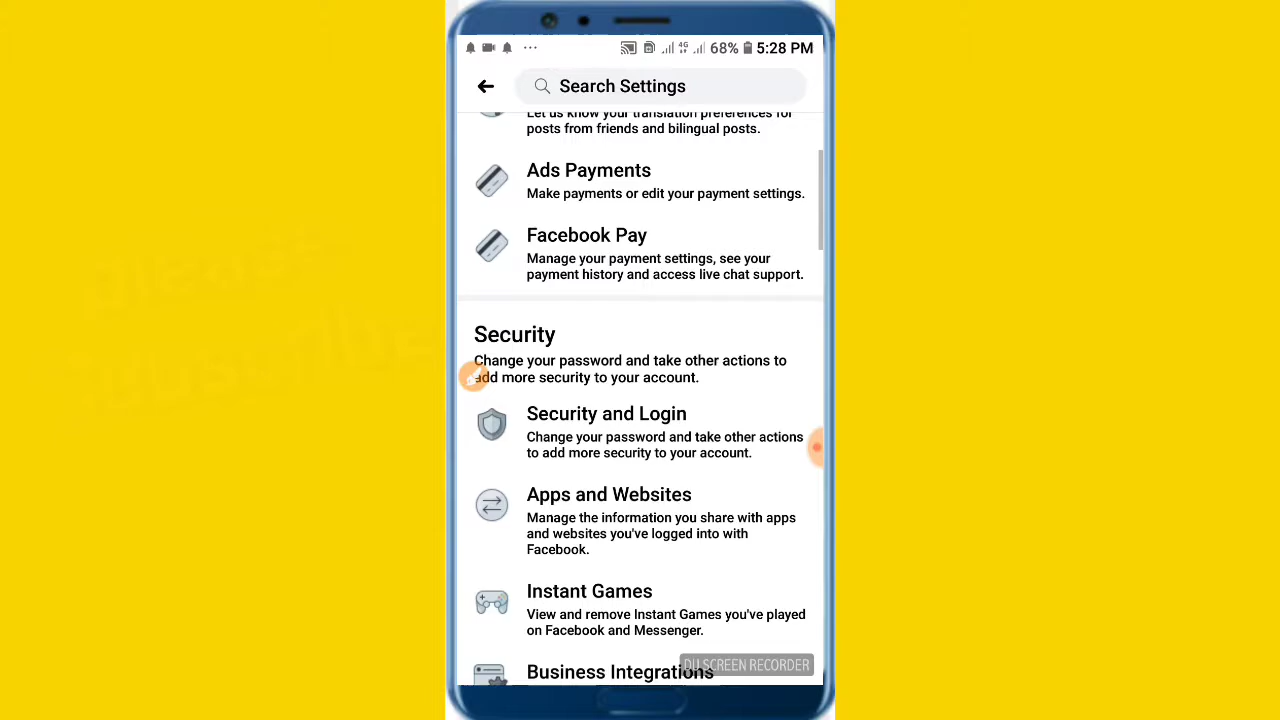 4G 68% 5:28 PM
Search Settings
Let us know your translation preferences for
posts from friends and bilingual posts.
Ads Payments
Make payments or edit your payment settings.
Facebook Pay
Manage your payment settings, see your
payment history and access live chat support.
Security
Change your password and take other actions to
add more security to your account.
Security and Login
Change your password and take other actions
to add more security to your account.
Apps and Websites
Manage the information you share with apps
and websites you've logged into with
Facebook.
Instant Games
View and remove Instant Games you've played
on Facebook and Messenger.
Business Integrations
DU SCREEN RECORDER